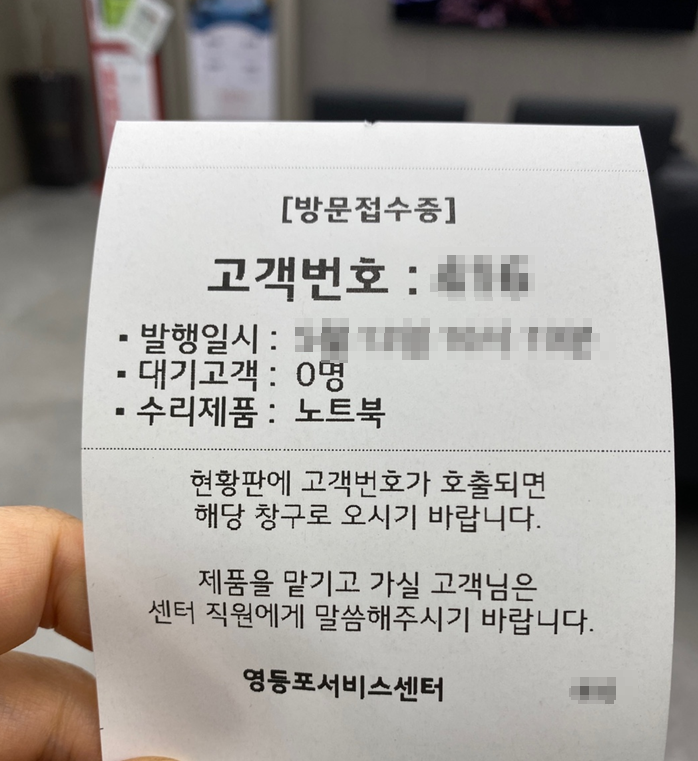 [방문접수증]
고객번호 :
▪ 발행일시 :
▪ 대기고객 : 0명
▪ 수리제품 : 노트북
현황판에 고객번호가 호출되면
해당 창구로 오시기 바랍니다.
제품을 맡기고 가실 고객님은
센터 직원에게 말씀해주시기 바랍니다.
영등포서비스센터